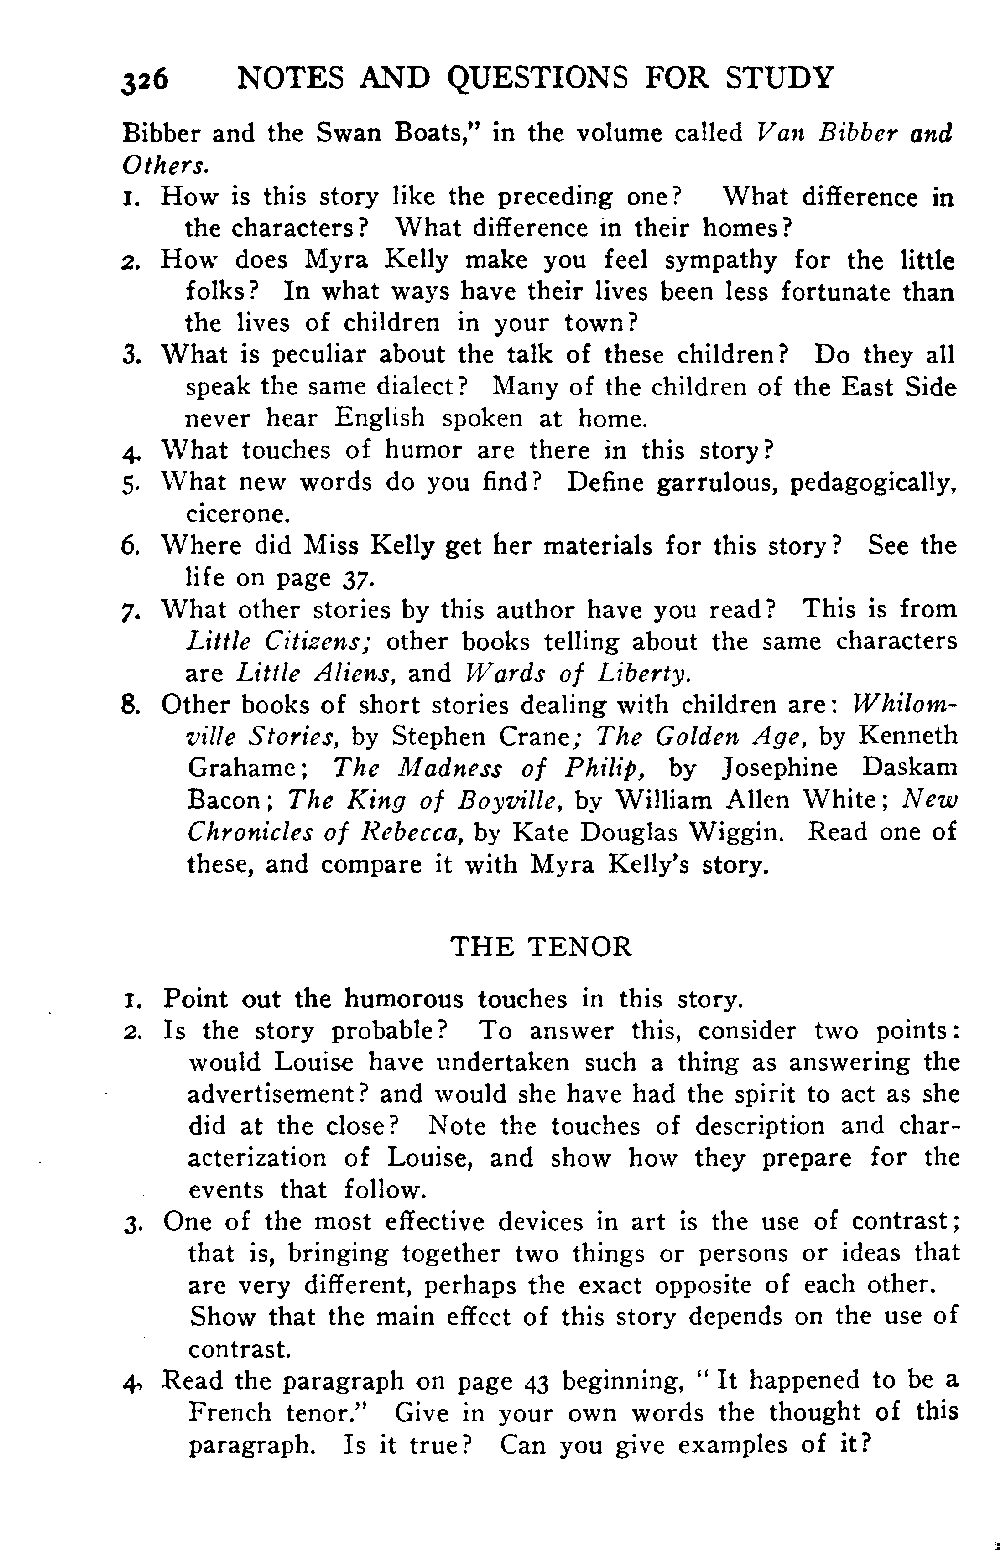 326 NOTES AND QUESTIONS FOR STUDY
Bibber and the Swan Boats," in the volume called Van Bibber and
Others.
1. How is this story like the preceding one? What difference in
the characters? What difference in their homes?
2. How does Myra Kelly make you feel sympathy for the little
folks? In what ways have their lives been less fortunate than
the lives of children in your town?
3. What is peculiar about the talk of these children? Do they all
speak the same dialect? Many of the children of the East Side
never hear English spoken at home.
4. What touches of humor are there in this story?
5. What new words do you find? Define garrulous, pedagogically,
cicerone.
6. Where did Miss Kelly get her materials for this story? See the
life on page 37.
7. What other stories by this author have you read? This is from
Little Citizens; other books telling about the same characters
are Little Aliens, and Wards of Liberty.
8. Other books of short stories dealing with children are: Whilom-
ville Stories, by Stephen Crane; The Golden Age, by Kenneth
Grahame; The Madness of Philip, by Josephine Daskam
Bacon; The King of Boyville, by William Allen White; New
Chronicles of Rebecca, by Kate Douglas Wiggin. Read one of
these, and compare it with Myra Kelly's story.
THE TENOR
1. Point out the humorous touches in this story.
2. Is the story probable? To answer this, consider two points:
would Louise have undertaken such a thing as answering the
advertisement? and would she have had the spirit to act as she
did at the close? Note the touches of description and char-
acterization of Louise, and show how they prepare for the
events that follow.
3. One of the most effective devices in art is the use of contrast;
that is, bringing together two things or persons or ideas that
are very different, perhaps the exact opposite of each other.
Show that the main effect of this story depends on the use of
contrast.
4. Read the paragraph on page 43 beginning, "It happened to be a
French tenor." Give in your own words the thought of this
paragraph. Is it true? Can you give examples of it?